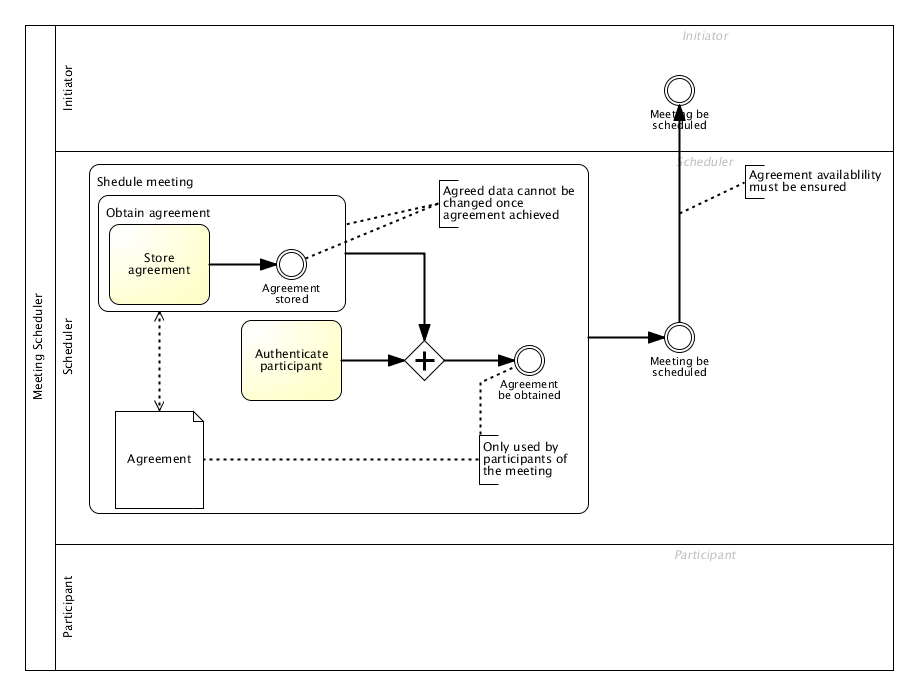 Meeting Scheduler
Initiator
Initiator
Meeting be
scheduled
Scheduler
Scheduler
Shedule meeting
Obtain agreement
Store
agreement
Agreement
stored
Agreed data cannot be
changed once
agreement achieved
Agreement availablility
must be ensured
Authenticate
participant
Agreement
be obtained
Meeting be
scheduled
Agreement
Only used by
participants of
the meeting
Participant
Participant